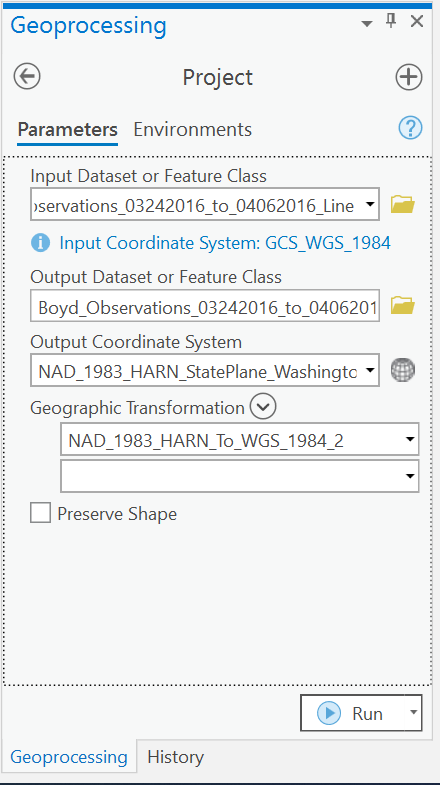 Geoprocessing
Project
Parameters Environments
Input Dataset or Feature Class
oservations_03242016_to_04062016_Line
Input Coordinate System: GCS_WGS_1984
Output Dataset or Feature Class
Boyd_Observations_03242016_to_0406201
Output Coordinate System
NAD_1983_HARN_StatePlane_Washingto
Geographic Transformation
NAD_1983_HARN_To_WGS_1984_2
Preserve Shape
Run
Geoprocessing History